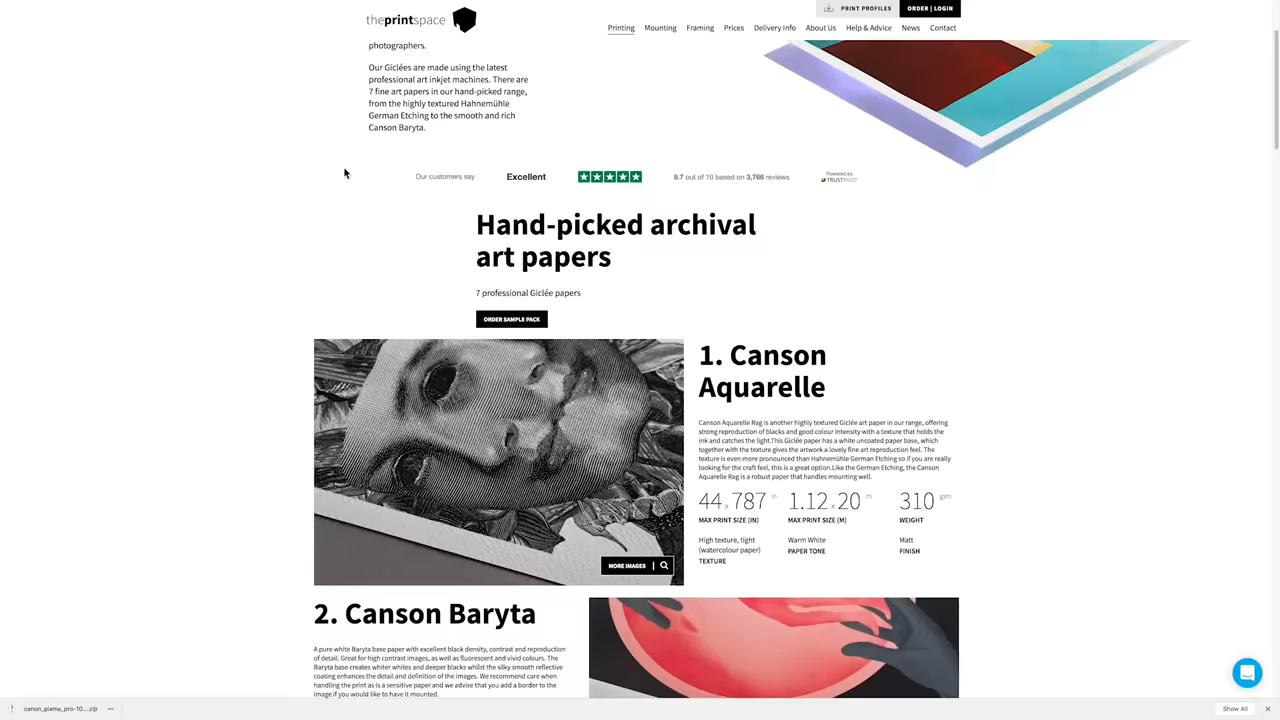 PRINT PROFILES
ORDER | LOGIN
theprintspace
Printing Mounting Framing Prices Delivery Info About Us Help & Advice News Contact
photographers.
Our Giclées are made using the latest
professional art inkjet machines. There are
7 fine art papers in our hand-picked range,
from the highly textured Hahnemühle
German Etching to the smooth and rich
Canson Baryta.
Our customers say Excellent 9.7 out of 10 based on 3,766 reviews
Powered by
TRUSTPILOT
Hand-picked archival
art papers
7 professional Giclée papers
ORDER SAMPLE PACK
1. Canson
Aquarelle
Canson Aquarelle Rag is another highly textured Giclée art paper in our range, offering
strong reproduction of blacks and good colour intensity with a texture that holds the
ink and catches the light.This Giclée paper has a white uncoated paper base, which
together with the texture gives the artwork a lovely fine art reproduction feel. The
texture is even more pronounced than Hahnemühle German Etching so if you are really
looking for the craft feel, this is a great option.Like the German Etching, the Canson
Aquarelle Rag is a robust paper that handles mounting well.
44 x 787 in 1.12 x 20 m 310 gsm
MAX PRINT SIZE (IN) MAX PRINT SIZE (M) WEIGHT
High texture, tight
(watercolour paper)
TEXTURE
Warm White
PAPER TONE
Matt
FINISH
MORE IMAGES |
2. Canson Baryta
A pure white Baryta base paper with excellent black density, contrast and reproduction
of detail. Great for high contrast images, as well as fluorescent and vivid colours. The
Baryta base creates whiter whites and deeper blacks whilst the silky smooth reflective
coating enhances the detail and definition of the images. We recommend care when
handling the print as is a sensitive paper and we advise that you add a border to the
image if you would like to have it mounted.
canon_pixma_pro-10....zip
Show All